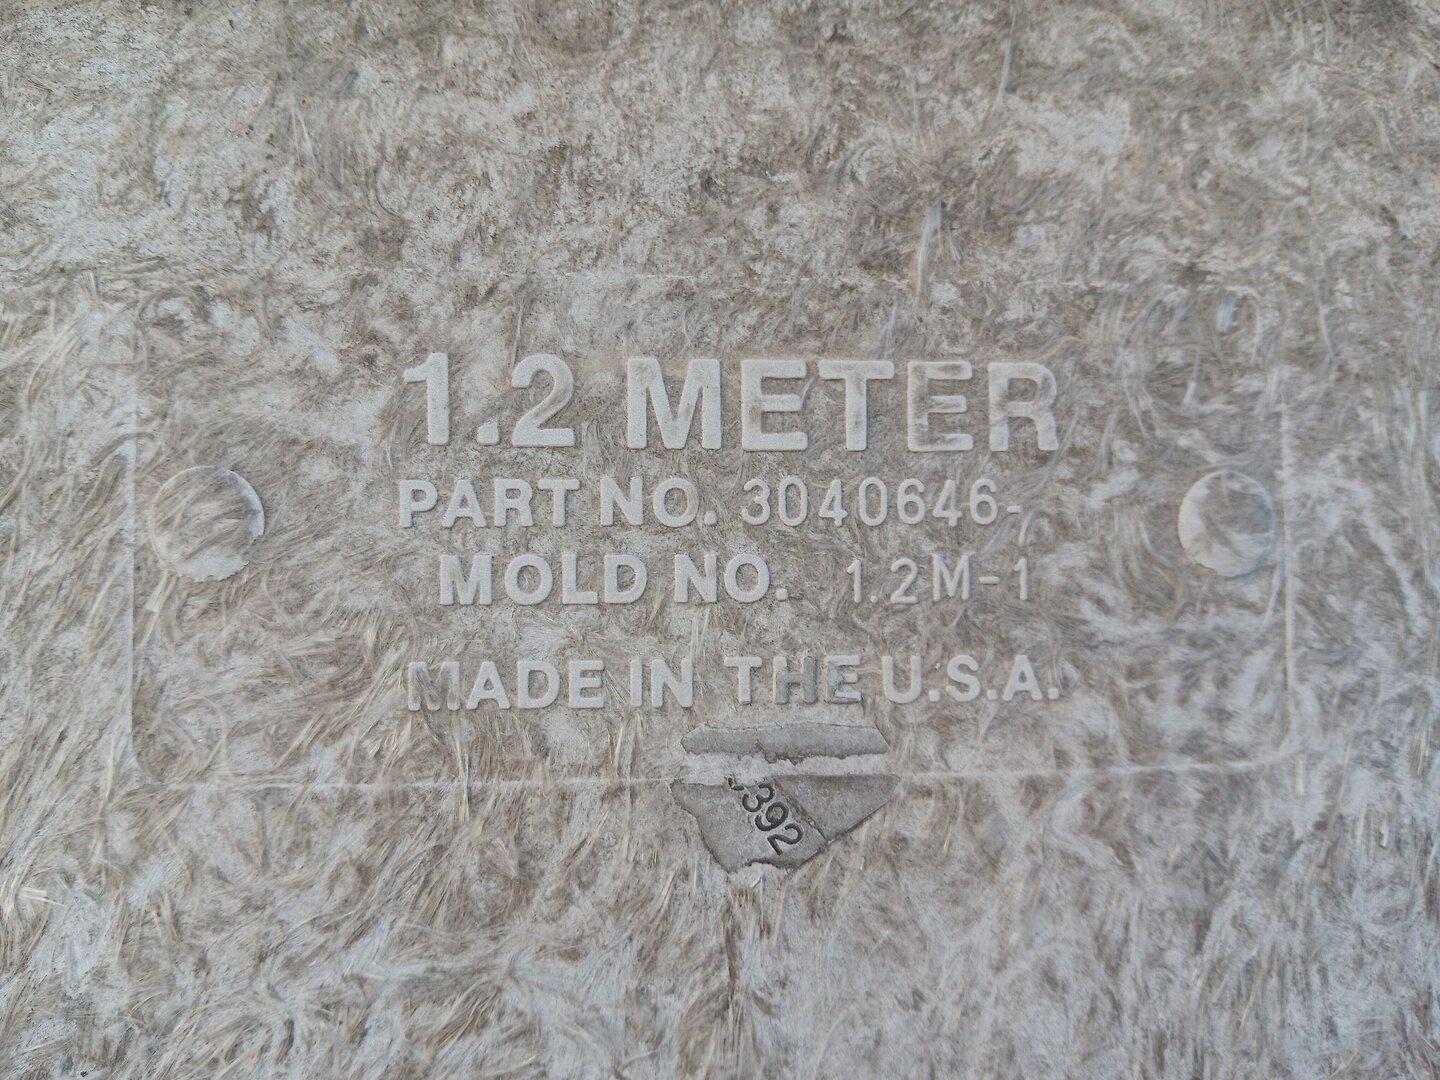 1.2 METER
PART NO. 3040646-
MOLD NO. 1.2M-1
MADE IN THE U.S.A.
392